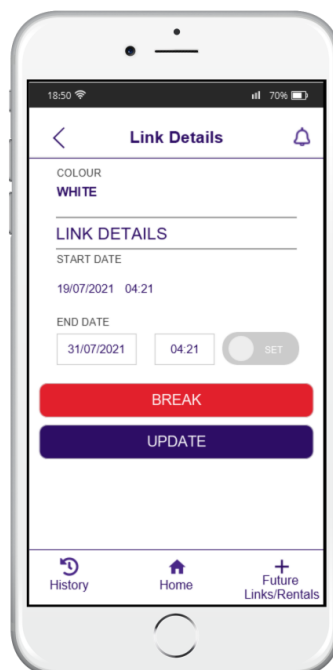 18:50 70%
Link Details
COLOUR
WHITE
LINK DETAILS
START DATE
19/07/2021 04:21
END DATE
31/07/2021 04:21 SET
BREAK
UPDATE
History Home Future
Links/Rentals